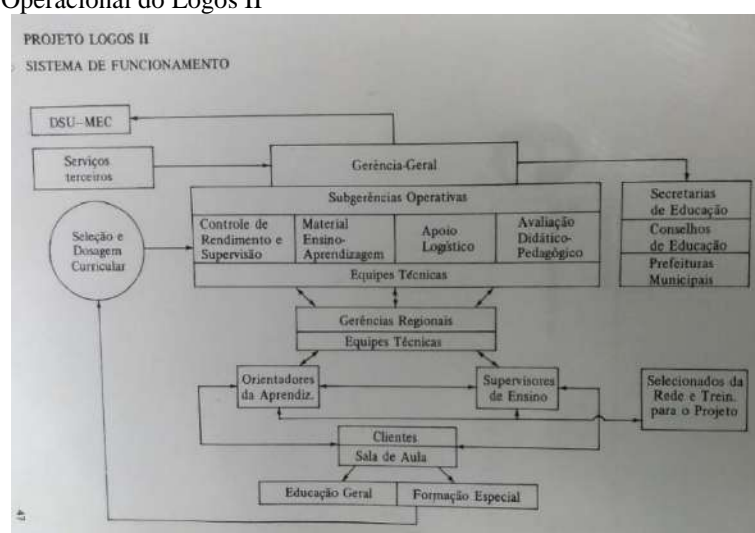 Operacional do Logos II
PROJETO LOGOS II
SISTEMA DE FUNCIONAMENTO
DSU-MEC
Serviços
terceiros
Gerência-Geral
Subgerências Operativas
Controle de
Rendimento e
Supervisão
Material
Ensino-
Aprendizagem
Apoio
Logístico
Avaliação
Didático-
Pedagógico
Equipes Técnicas
Secretarias
de Educação
Conselhos
de Educação
Prefeituras
Municipais
Seleção e
Dosagem
Curricular
Gerências Regionais
Equipes Técnicas
Orientadores
da Aprendiz.
Supervisores
de Ensino
Selecionados da
Rede e Trein.
para o Projeto
Clientes
Sala de Aula
Educação Geral
Formação Especial
47